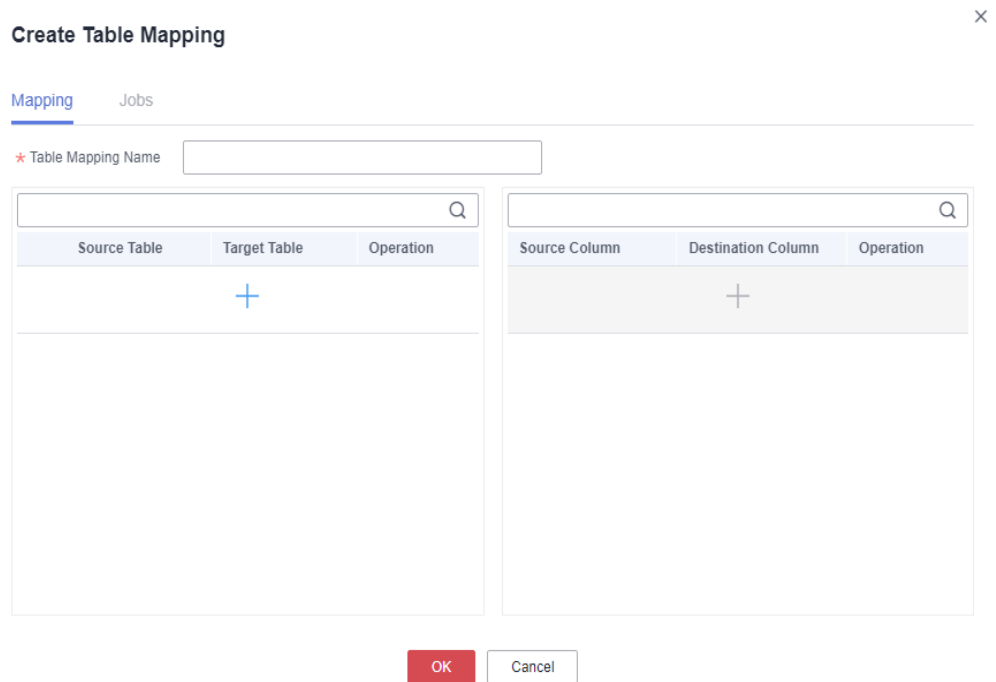 Create Table Mapping
Mapping Jobs
* Table Mapping Name
Source Table Target Table Operation
Source Column Destination Column Operation
OK Cancel